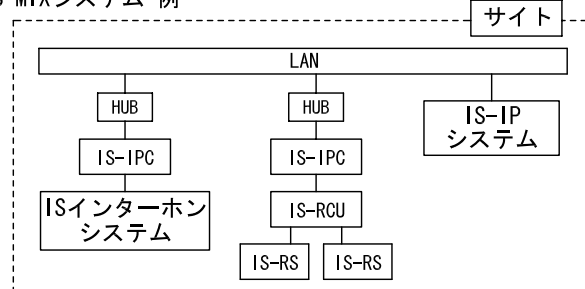 MIXシステム 例
サイト
LAN
HUB
HUB
IS-IP
システム
IS-IPC
IS-IPC
ISインターホン
システム
IS-RCU
IS-RS
IS-RS